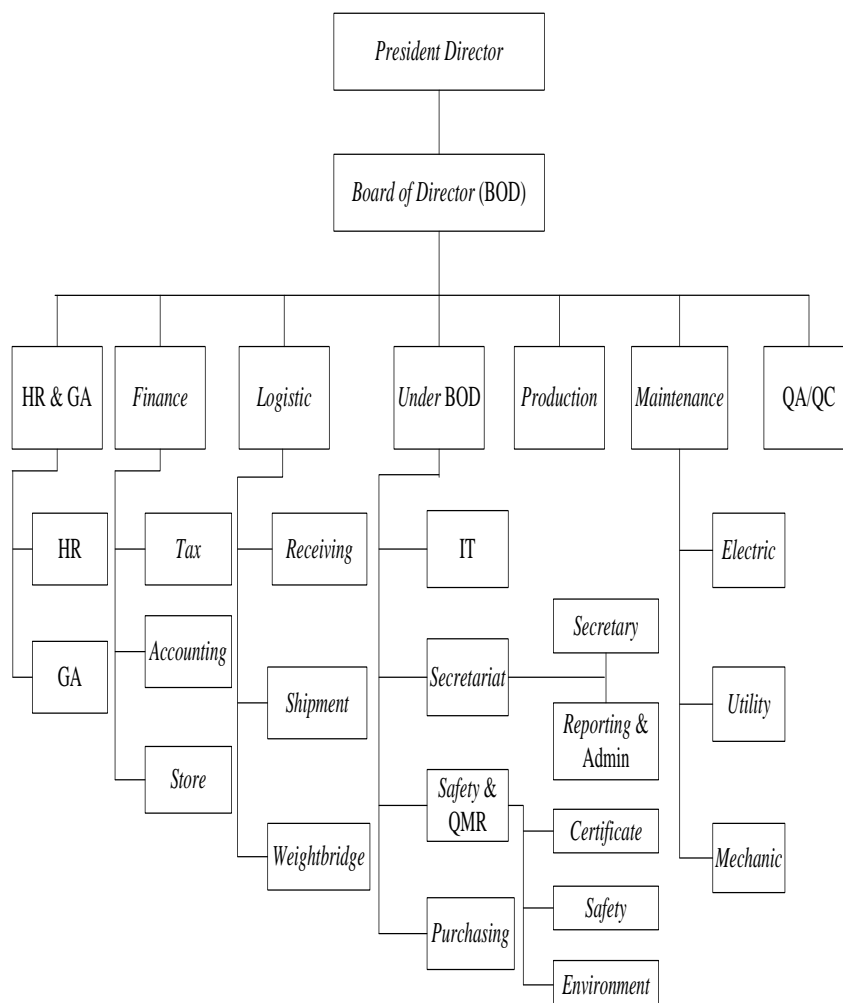 President Director
Board of Director (BOD)
HR & GA
Finance
Logistic
Under BOD
Production
Maintenance
QA/QC
HR
Tax
Receiving
IT
Electric
Secretary
GA
Accounting
Shipment
Secretariat
Utility
Reporting &
Admin
Store
Safety &
QMR
Certificate
Weightbridge
Mechanic
Purchasing
Safety
Environment